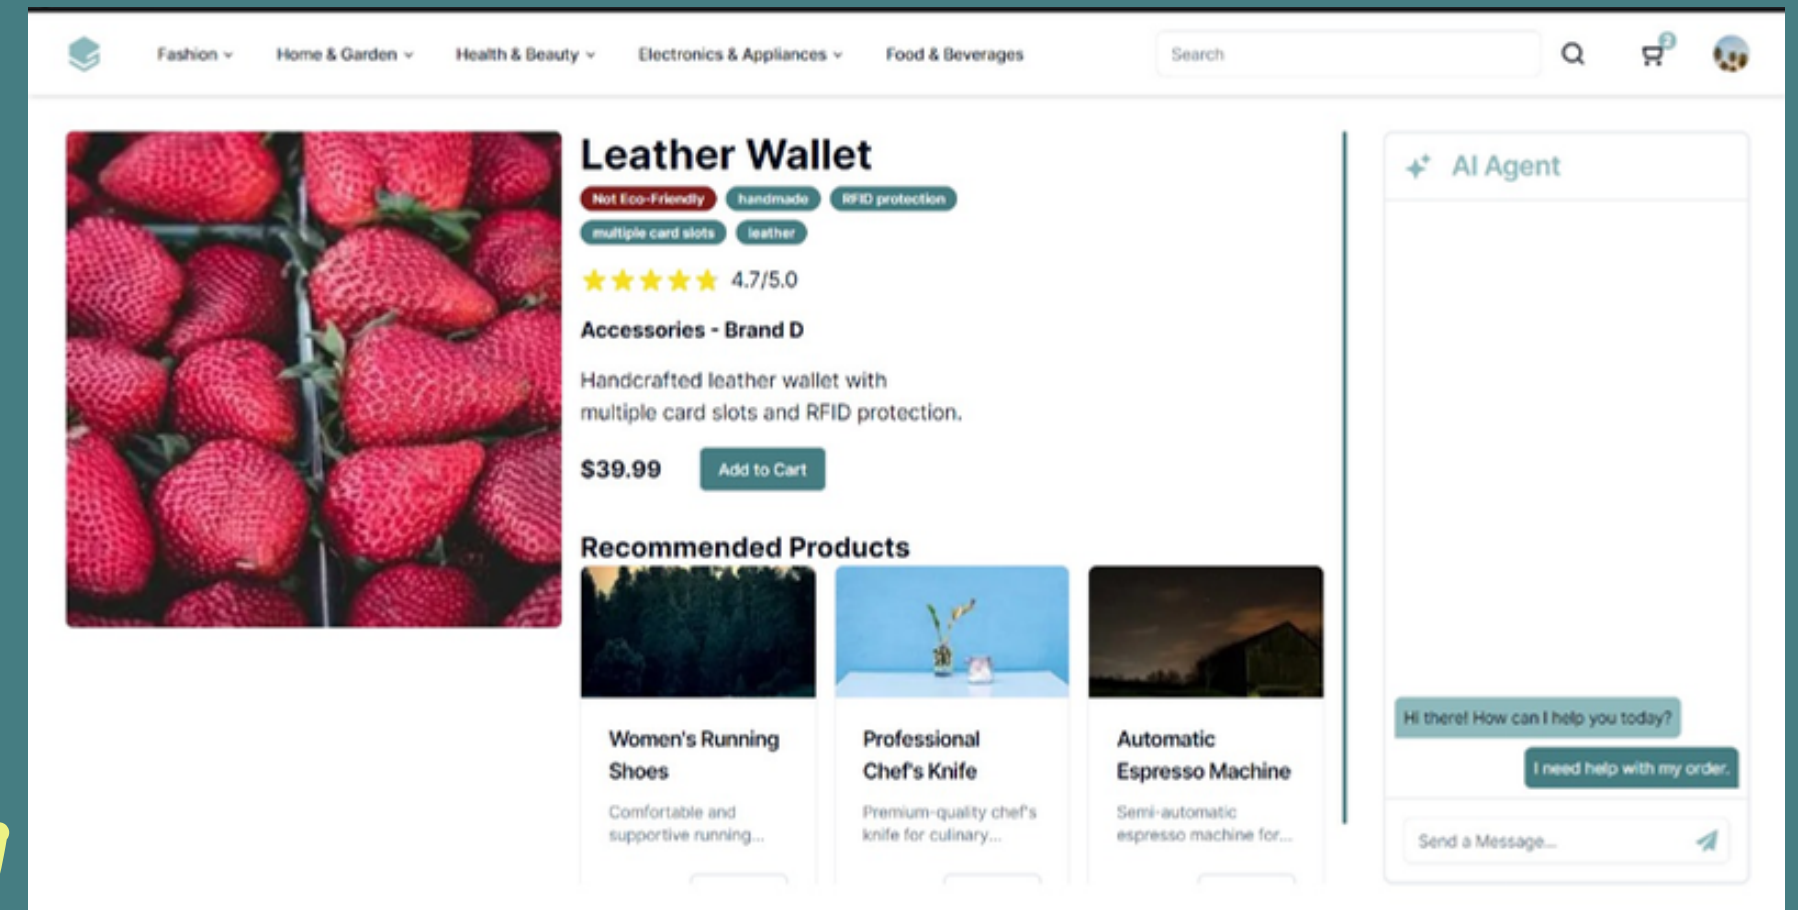 Fashion
Home & Garden
Health & Beauty
Electronics & Appliances
Food & Beverages
Search
2
Leather Wallet
Not Eco-Friendly
handmade
RFID protection
multiple card slots
leather
4.7/5.0
Accessories - Brand D
Handcrafted leather wallet with
multiple card slots and RFID protection.
$39.99
Add to Cart
Recommended Products
Women's Running
Shoes
Comfortable and
supportive running...
Professional
Chef's Knife
Premium-quality chef's
knife for culinary...
Automatic
Espresso Machine
Semi-automatic
espresso machine for...
AI Agent
Hi there! How can I help you today?
I need help with my order.
Send a Message...